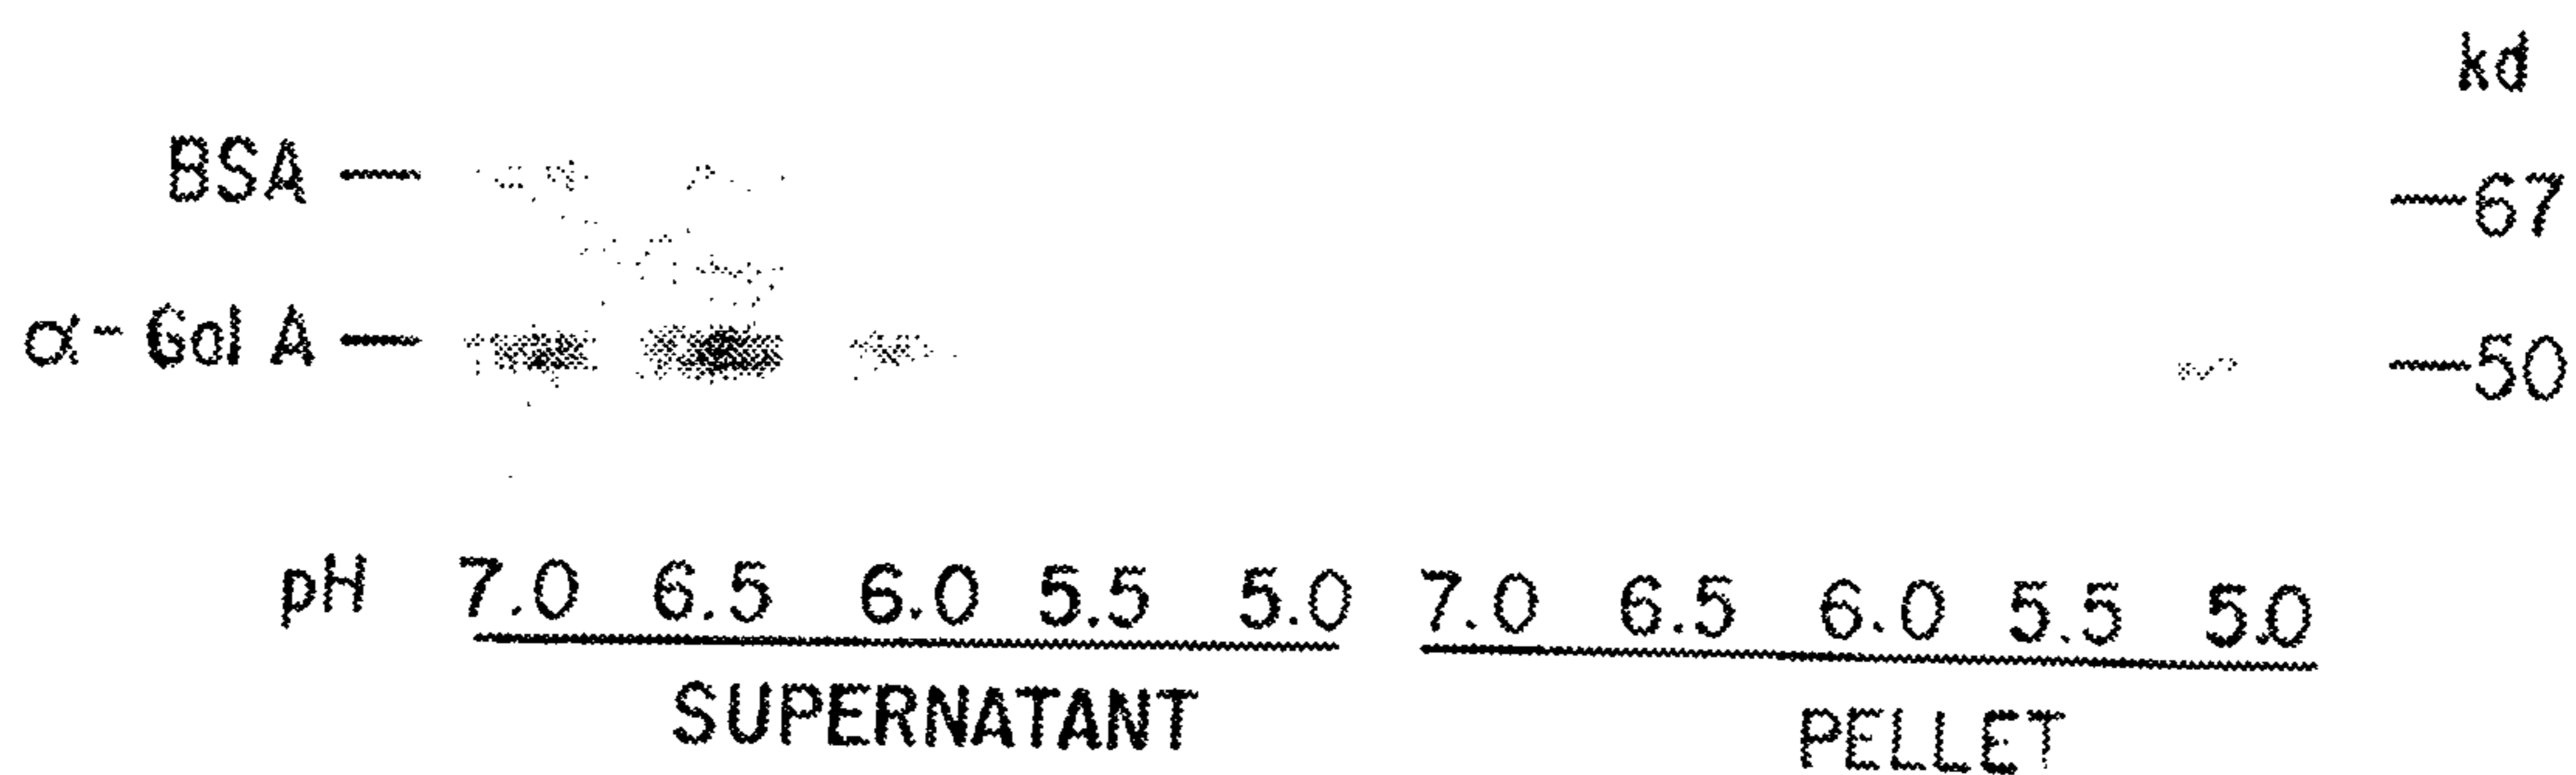 kd
BSA — — 67
α-Gal A — — 50
pH 7.0 6.5 6.0 5.5 5.0 7.0 6.5 6.0 5.5 5.0
SUPERNATANT PELLET